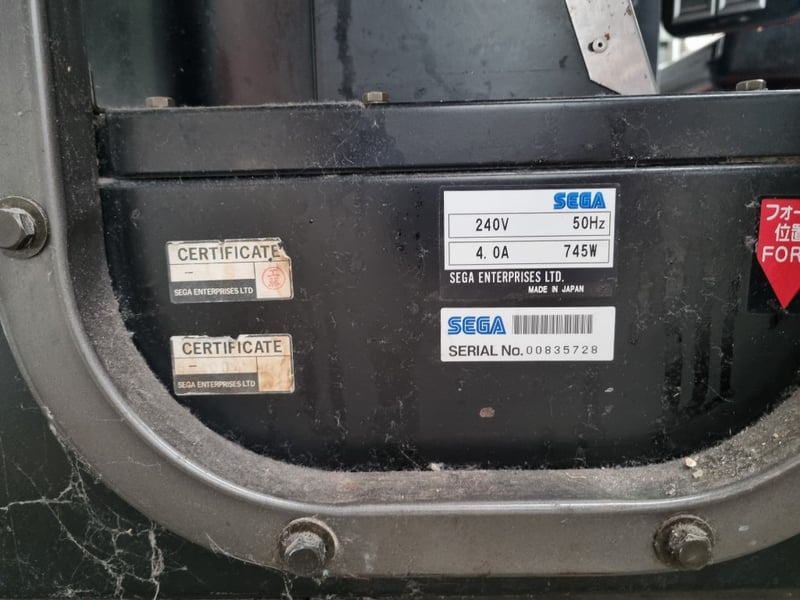 SEGA
240V 50Hz
4.0A 745W
SEGA ENTERPRISES LTD.
MADE IN JAPAN
SEGA
SERIAL No. 00835728
CERTIFICATE
–
SEGA ENTERPRISES LTD
CERTIFICATE
–
SEGA ENTERPRISES LTD
フォー
位置
FOR